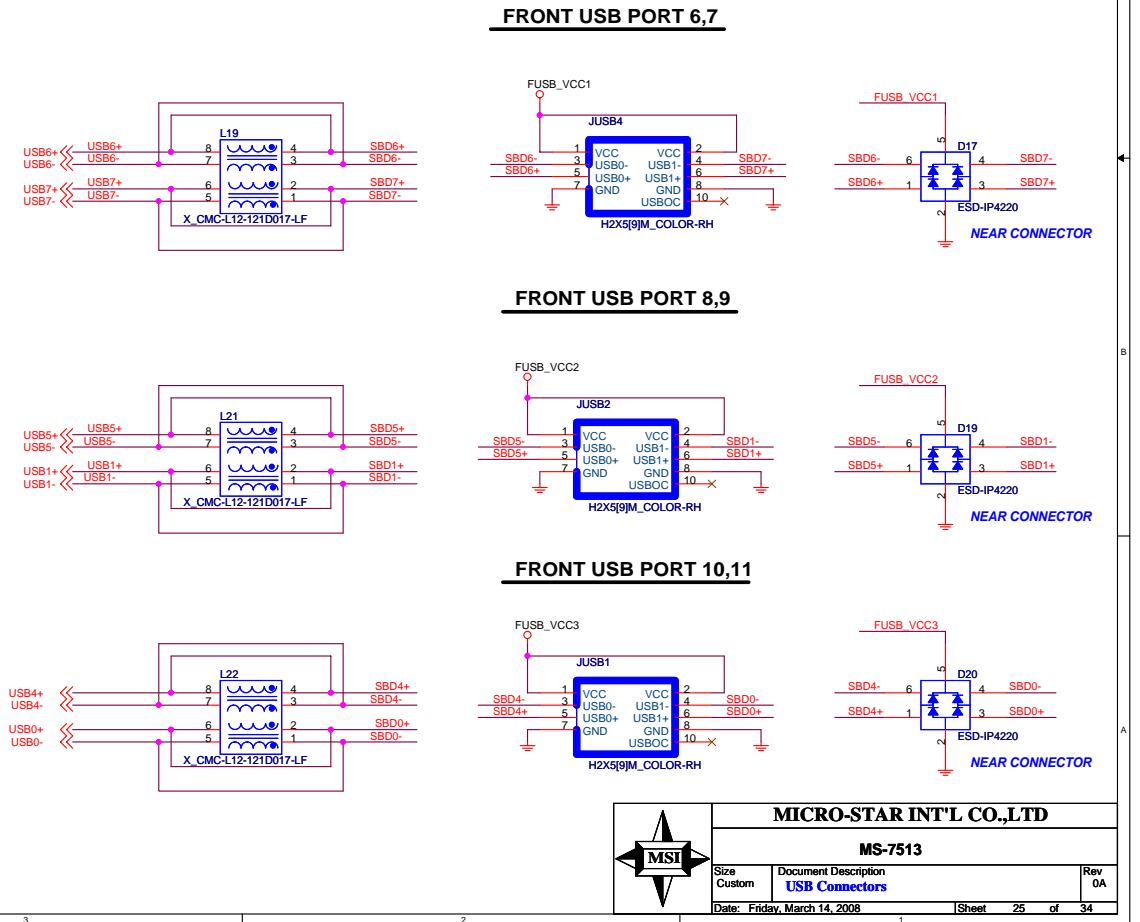 FRONT USB PORT 6,7
USB6+ USB6+ 8 L19 4 SBD6+
USB6- USB6- 7 3 SBD6-
USB7+ USB7+ 6 2 SBD7+
USB7- USB7- 5 1 SBD7-
X_CMC-L12-121D017-LF
FUSB_VCC1
JUSB4
1 VCC VCC 2
SBD6- 3 USB0- USB1- 4 SBD7-
SBD6+ 5 USB0+ USB1+ 6 SBD7+
7 GND GND 8
USBOC 10
H2X5[9]M_COLOR-RH
FUSB_VCC1
5
D17
SBD6- 6 4 SBD7-
SBD6+ 1 3 SBD7+
2
ESD-IP4220
NEAR CONNECTOR
FRONT USB PORT 8,9
USB5+ USB5+ 8 L21 4 SBD5+
USB5- USB5- 7 3 SBD5-
USB1+ USB1+ 6 2 SBD1+
USB1- USB1- 5 1 SBD1-
X_CMC-L12-121D017-LF
FUSB_VCC2
JUSB2
1 VCC VCC 2
SBD5- 3 USB0- USB1- 4 SBD1-
SBD5+ 5 USB0+ USB1+ 6 SBD1+
7 GND GND 8
USBOC 10
H2X5[9]M_COLOR-RH
FUSB_VCC2
5
D19
SBD5- 6 4 SBD1-
SBD5+ 1 3 SBD1+
2
ESD-IP4220
NEAR CONNECTOR
B
FRONT USB PORT 10,11
USB4+ 8 L22 4 SBD4+
USB4- 7 3 SBD4-
USB0+ 6 2 SBD0+
USB0- 5 1 SBD0-
X_CMC-L12-121D017-LF
FUSB_VCC3
JUSB1
1 VCC VCC 2
SBD4- 3 USB0- USB1- 4 SBD0-
SBD4+ 5 USB0+ USB1+ 6 SBD0+
7 GND GND 8
USBOC 10
H2X5[9]M_COLOR-RH
FUSB_VCC3
5
D20
SBD4- 6 4 SBD0-
SBD4+ 1 3 SBD0+
2
ESD-IP4220
NEAR CONNECTOR
A
MSI
MICRO-STAR INT'L CO.,LTD
MS-7513
Size
Custom
Document Description
USB Connectors
Rev
0A
Date: Friday, March 14, 2008 Sheet 25 of 34
3 2 1